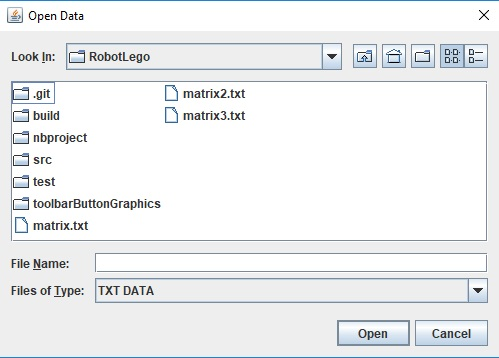 Open Data
Look In: RobotLego
.git
build
nbproject
src
test
toolbarButtonGraphics
matrix.txt
matrix2.txt
matrix3.txt
File Name:
Files of Type: TXT DATA
Open Cancel